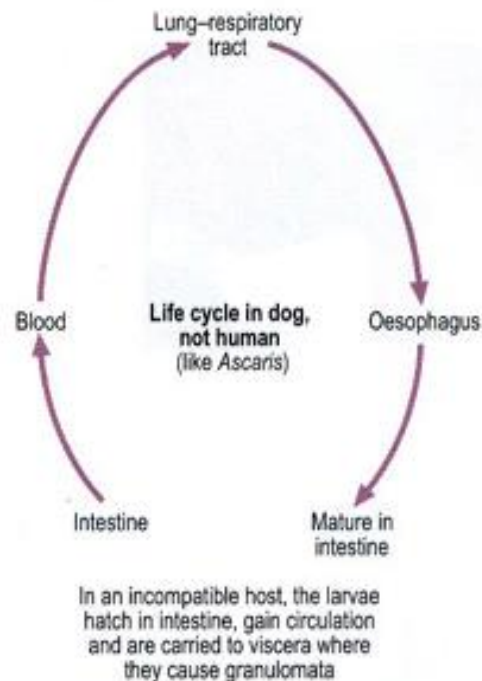 Lung–respiratory
tract
Blood
Life cycle in dog,
not human
(like Ascaris)
Oesophagus
Intestine
Mature in
intestine
In an incompatible host, the larvae
hatch in intestine, gain circulation
and are carried to viscera where
they cause granulomata